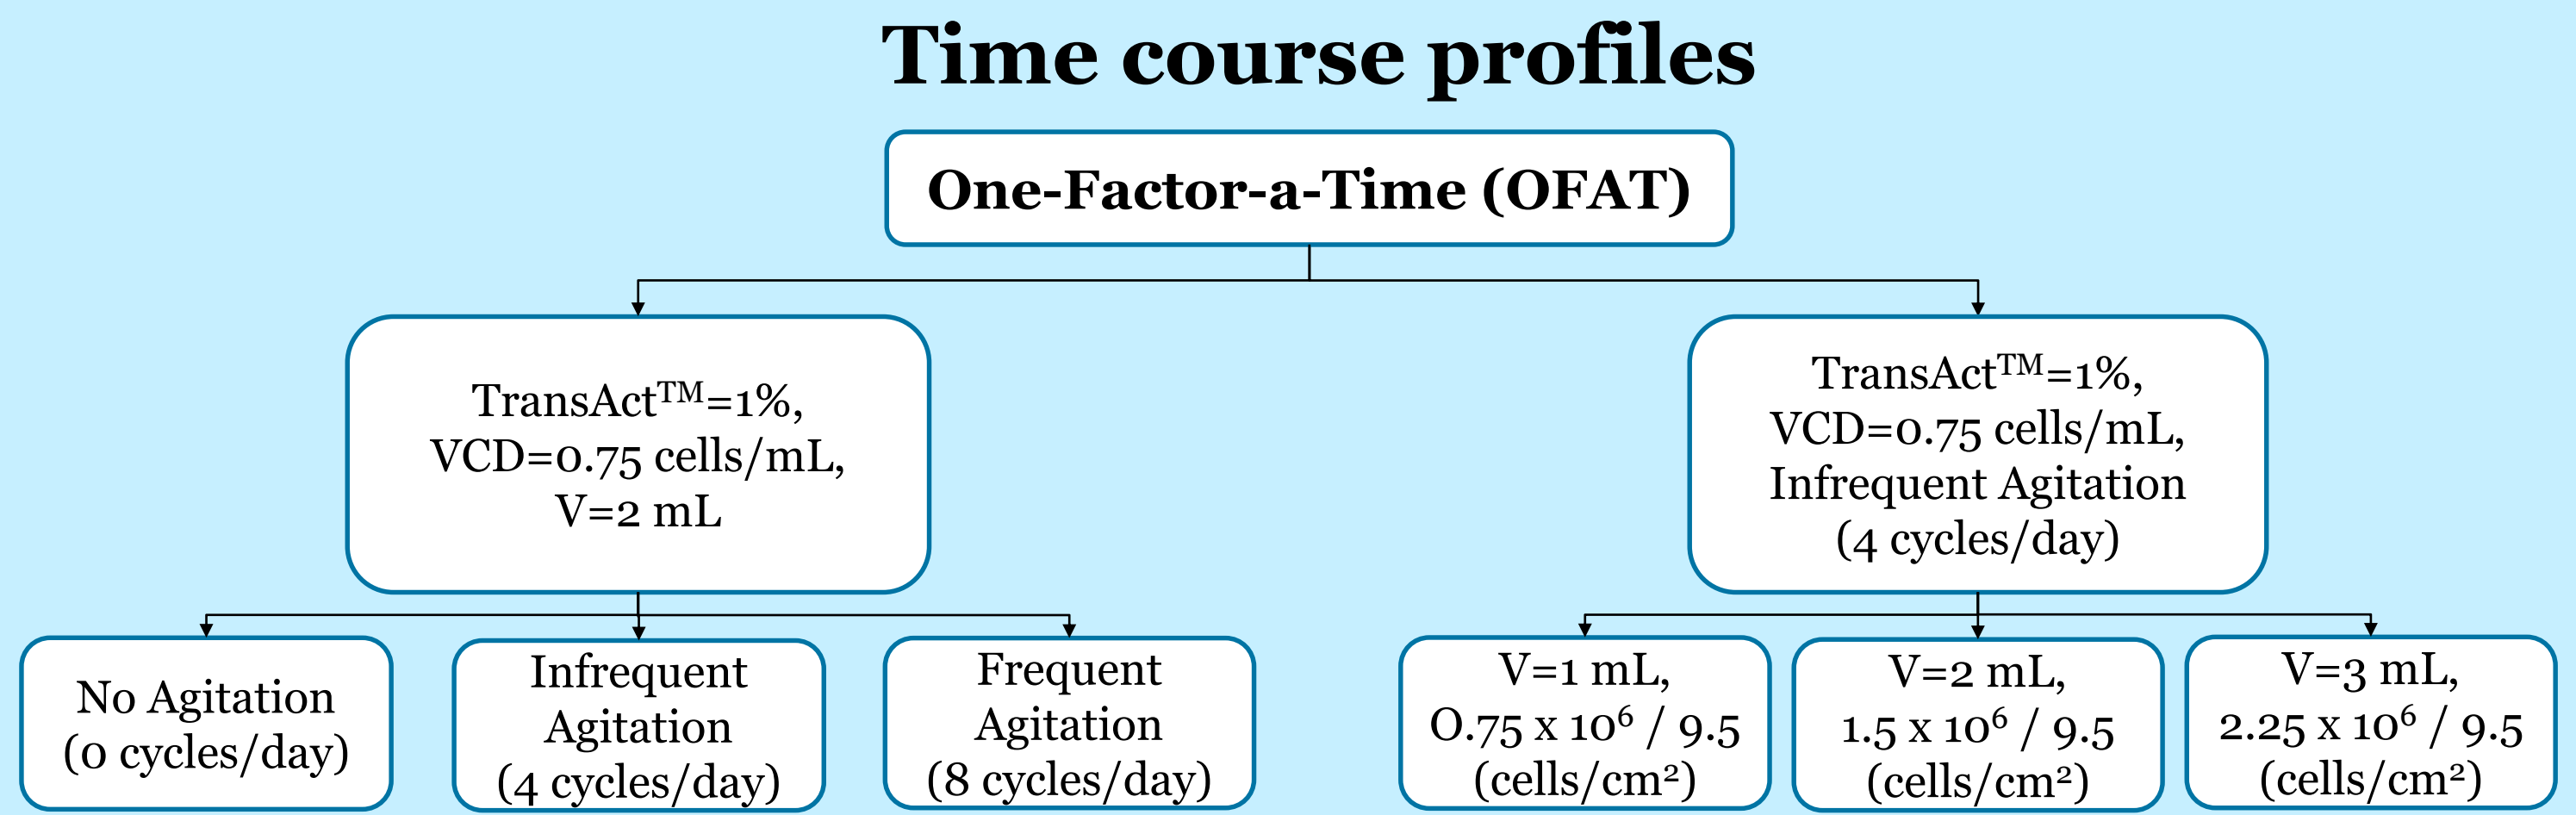 Time course profiles
One-Factor-a-Time (OFAT)
TransAct™=1%,
VCD=0.75 cells/mL,
V=2 mL
TransAct™=1%,
VCD=0.75 cells/mL,
Infrequent Agitation
(4 cycles/day)
No Agitation
(0 cycles/day)
Infrequent
Agitation
(4 cycles/day)
Frequent
Agitation
(8 cycles/day)
V=1 mL,
O.75 x 10⁶ / 9.5
(cells/cm²)
V=2 mL,
1.5 x 10⁶ / 9.5
(cells/cm²)
V=3 mL,
2.25 x 10⁶ / 9.5
(cells/cm²)